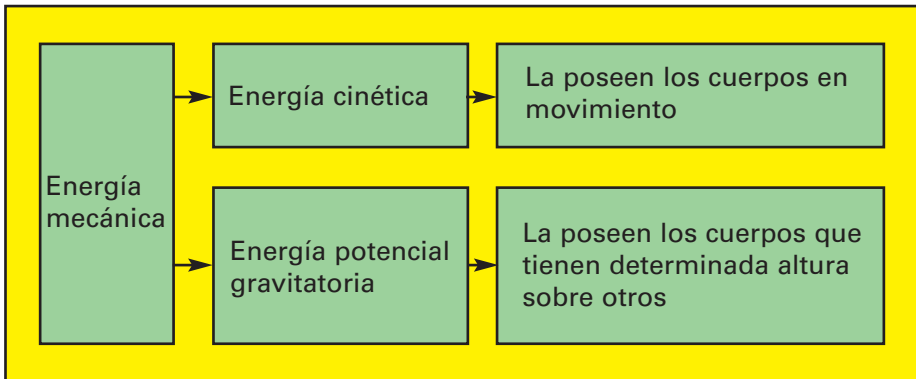 Energía
mecánica
Energía cinética
La poseen los cuerpos en
movimiento
Energía potencial
gravitatoria
La poseen los cuerpos que
tienen determinada altura
sobre otros